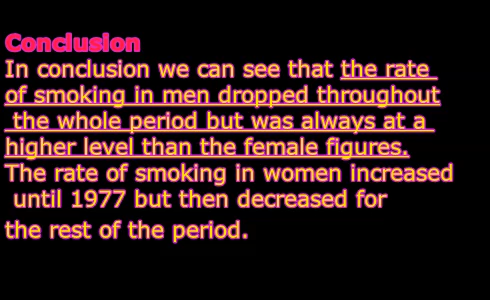 Conclusion
In conclusion we can see that the rate
of smoking in men dropped throughout
the whole period but was always at a
higher level than the female figures.
The rate of smoking in women increased
until 1977 but then decreased for
the rest of the period.